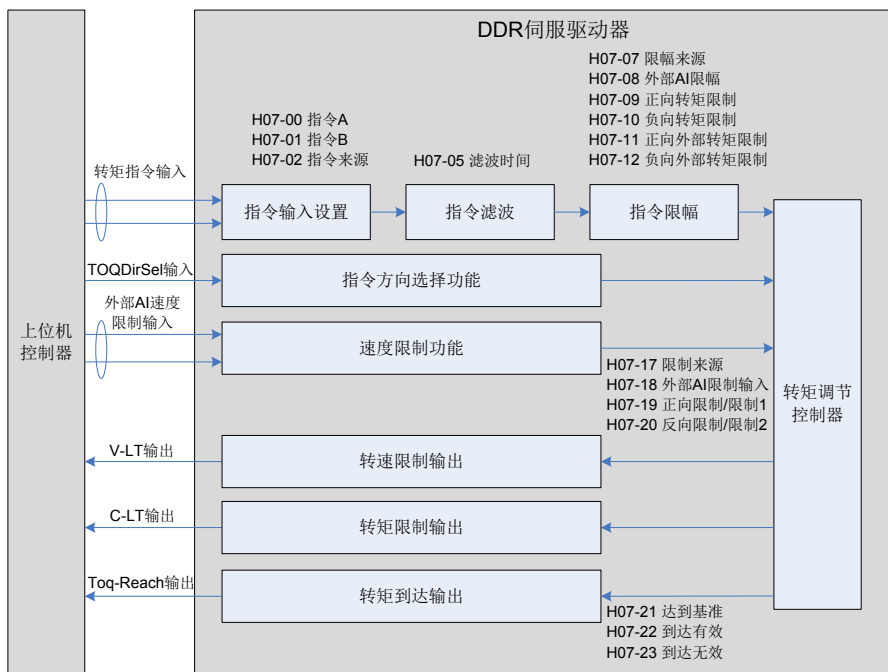 DDR伺服驱动器
H07-07 限幅来源
H07-08 外部AI限幅
H07-09 正向转矩限制
H07-10 负向转矩限制
H07-11 正向外部转矩限制
H07-12 负向外部转矩限制
H07-00 指令A
H07-01 指令B
H07-02 指令来源
H07-05 滤波时间
转矩指令输入
指令输入设置
指令滤波
指令限幅
TOQDirSel输入
指令方向选择功能
外部AI速度
限制输入
速度限制功能
上位机
控制器
H07-17 限制来源
H07-18 外部AI限制输入
H07-19 正向限制/限制1
H07-20 反向限制/限制2
转矩调节
控制器
V-LT输出
转速限制输出
C-LT输出
转矩限制输出
Toq-Reach输出
转矩到达输出
H07-21 达到基准
H07-22 到达有效
H07-23 到达无效